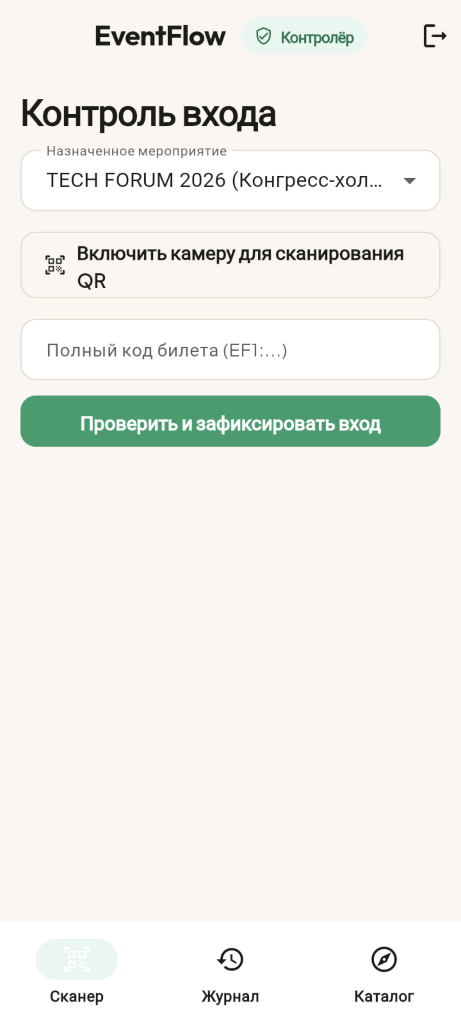 EventFlow
Контролёр
Контроль входа
Назначенное мероприятие
TECH FORUM 2026 (Конгресс-хол...
Включить камеру для сканирования
QR
Полный код билета (EF1:...)
Проверить и зафиксировать вход
Сканер
Журнал
Каталог